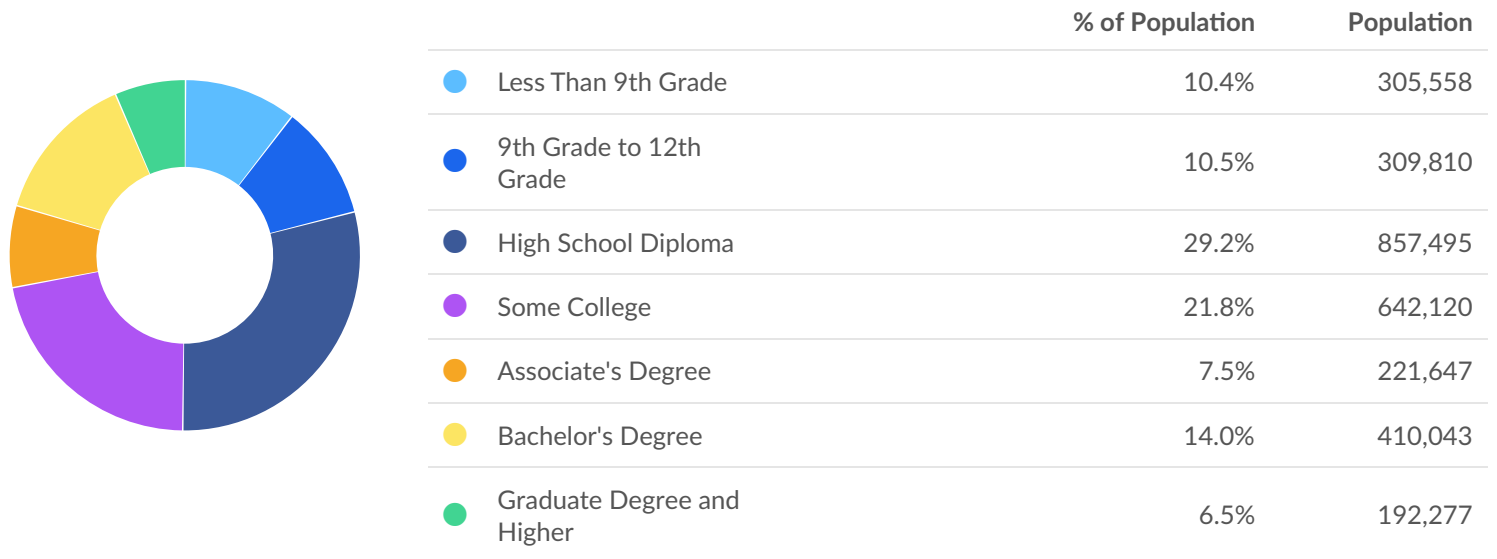 % of Population Population
Less Than 9th Grade 10.4% 305,558
9th Grade to 12th
Grade 10.5% 309,810
High School Diploma 29.2% 857,495
Some College 21.8% 642,120
Associate's Degree 7.5% 221,647
Bachelor's Degree 14.0% 410,043
Graduate Degree and
Higher 6.5% 192,277